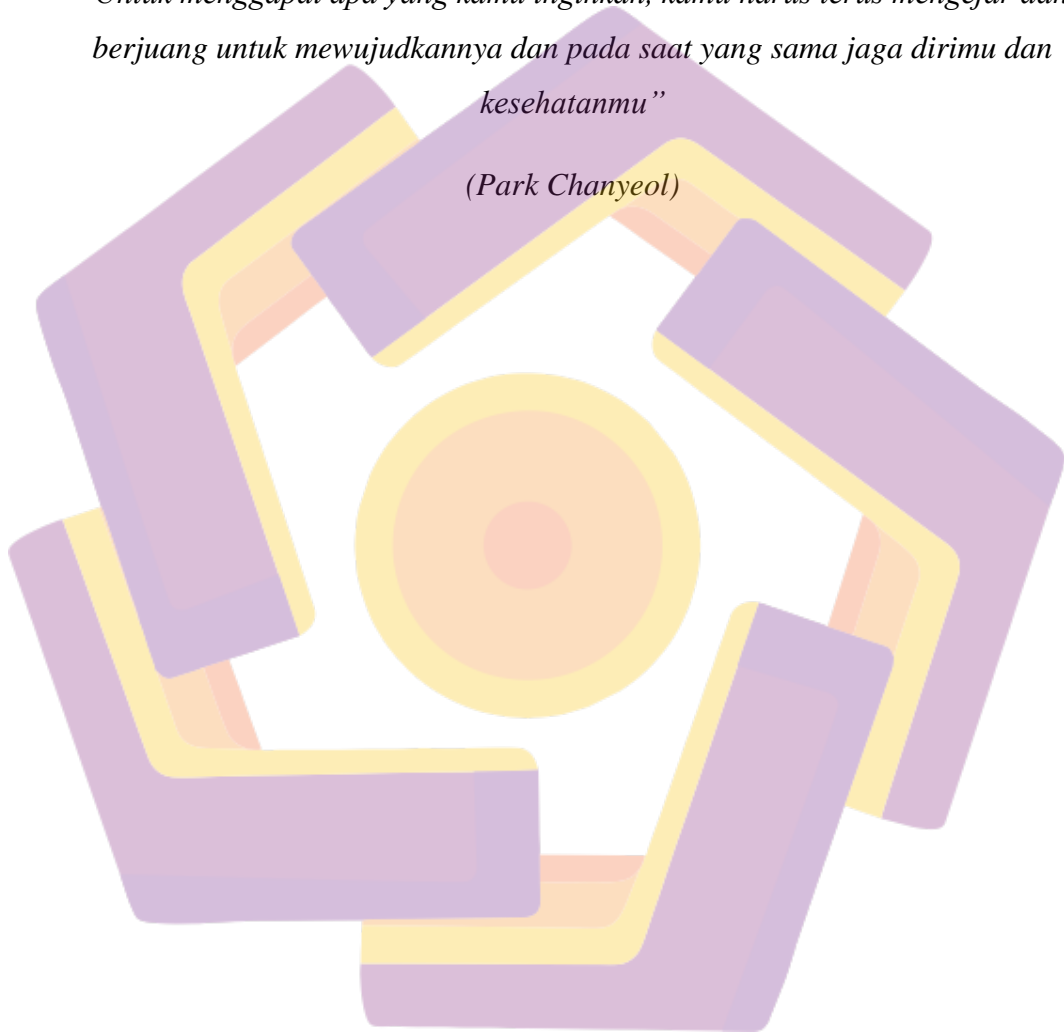 Untuk menggapai apa yang kamu inginkan, kamu harus terus mengejar dan
berjuang untuk mewujudkannya dan pada saat yang sama jaga dirimu dan
kesehatanmu”
(Park Chanyeol)